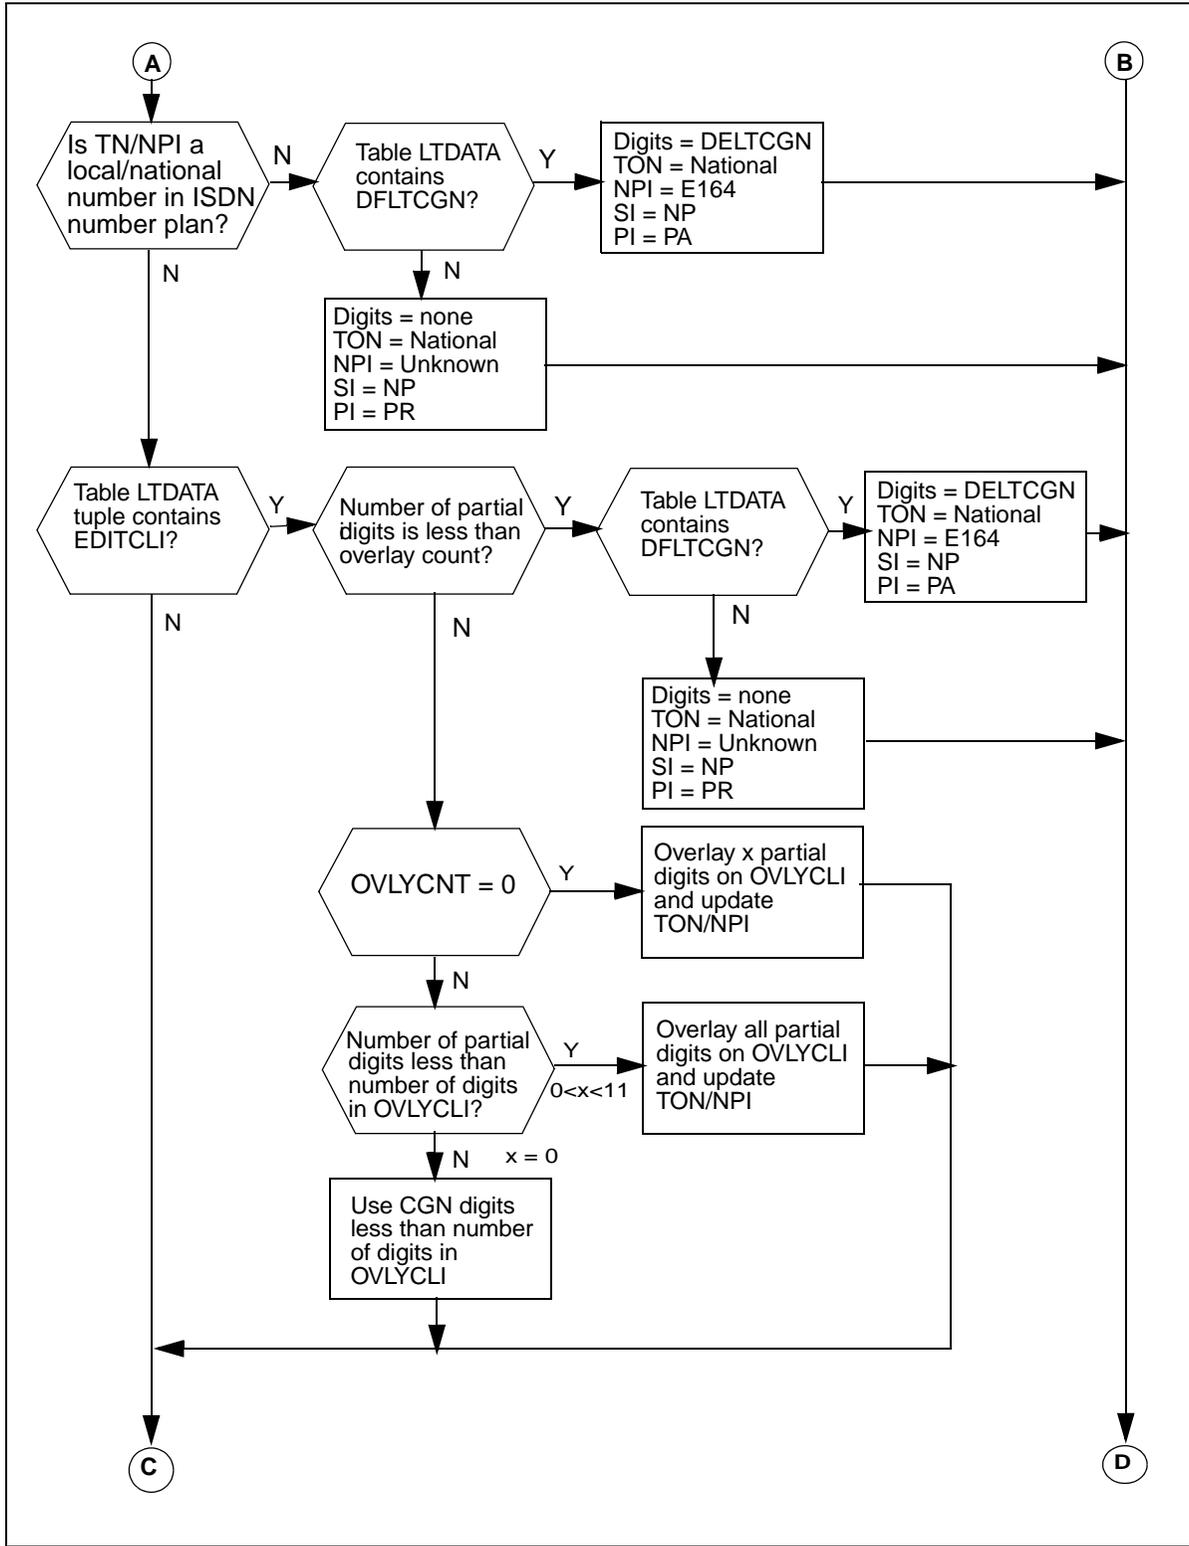 A
B
Is TN/NPI a
local/national
number in ISDN
number plan?
N
Table LTDATA
contains
DFLTCGN?
Y
Digits = DELTCGN
TON = National
NPI = E164
SI = NP
PI = PA
N
N
Digits = none
TON = National
NPI = Unknown
SI = NP
PI = PR
Table LTDATA
tuple contains
EDITCLI?
Y
Number of partial
digits is less than
overlay count?
Y
Table LTDATA
contains
DFLTCGN?
Y
Digits = DELTCGN
TON = National
NPI = E164
SI = NP
PI = PA
N
N
N
Digits = none
TON = National
NPI = Unknown
SI = NP
PI = PR
OVLYCNT = 0
Y
Overlay x partial
digits on OVLYCLI
and update
TON/NPI
N
Number of partial
digits less than
number of digits
in OVLYCLI?
Y
0<x<11
Overlay all partial
digits on OVLYCLI
and update
TON/NPI
N
x = 0
Use CGN digits
less than number
of digits in
OVLYCLI
C
D